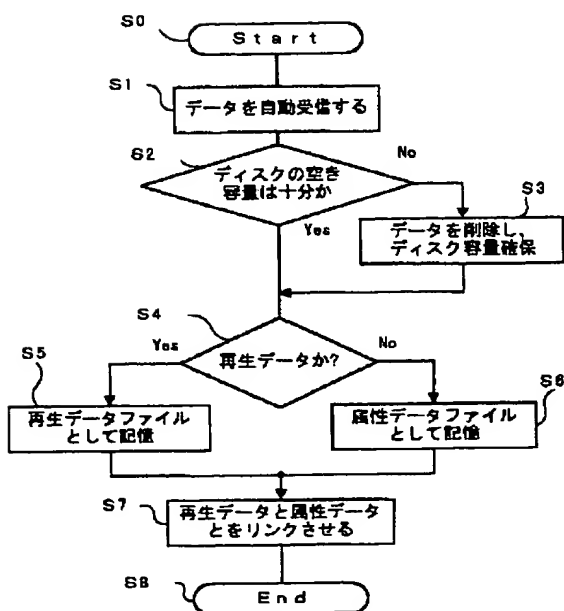 S0
Start
S1
データを自動受信する
S2
ディスクの空き
容量は十分か
No
Yes
S3
データを削除し、
ディスク容量確保
S4
再生データか?
Yes
No
S5
再生データファイル
として記憶
S6
属性データファイル
として記憶
S7
再生データと属性データ
とをリンクさせる
S8
End